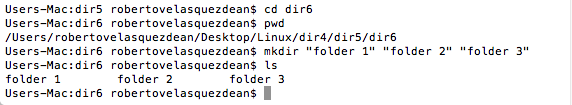 Users-Mac:dir5 robertovelasquezdean$ cd dir6
Users-Mac:dir6 robertovelasquezdean$ pwd
/Users/robertovelasquezdean/Desktop/Linux/dir4/dir5/dir6
Users-Mac:dir6 robertovelasquezdean$ mkdir "folder 1" "folder 2" "folder 3"
Users-Mac:dir6 robertovelasquezdean$ ls
folder 1        folder 2        folder 3
Users-Mac:dir6 robertovelasquezdean$